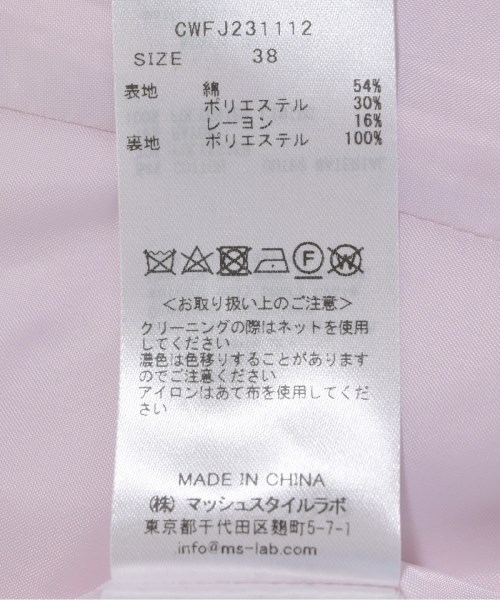 CWFJ231112
SIZE 38
表地 綿 54%
ポリエステル 30%
レーヨン 16%
裏地 ポリエステル 100%
F W
＜お取り扱い上のご注意＞
クリーニングの際はネットを使用
してください
濃色は色移りすることがあります
のでご注意ください
アイロンはあて布を使用してくだ
さい
MADE IN CHINA
㈱ マッシュスタイルラボ
東京都千代田区麹町5-7-1
info@ms-lab.com